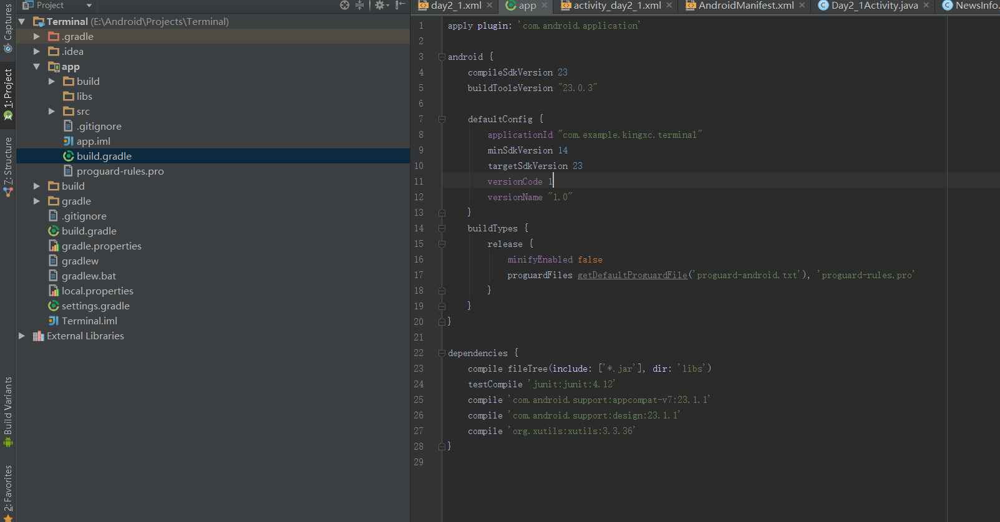 Project
day2_1.xml
app
activity_day2_1.xml
AndroidManifest.xml
Day2_1Activity.java
NewsInfo.
Captures
1: Project
7: Structure
Build Variants
2: Favorites
Terminal (E:\Android\Projects\Terminal)
.gradle
.idea
app
build
libs
src
.gitignore
app.iml
build.gradle
proguard-rules.pro
build
gradle
.gitignore
build.gradle
gradle.properties
gradlew
gradlew.bat
local.properties
settings.gradle
Terminal.iml
External Libraries
1 apply plugin: 'com.android.application'
2
3 android {
4 compileSdkVersion 23
5 buildToolsVersion "23.0.3"
6
7 defaultConfig {
8 applicationId "com.example.kingxc.terminal"
9 minSdkVersion 14
10 targetSdkVersion 23
11 versionCode 1
12 versionName "1.0"
13 }
14 buildTypes {
15 release {
16 minifyEnabled false
17 proguardFiles getDefaultProguardFile('proguard-android.txt'), 'proguard-rules.pro'
18 }
19 }
20 }
21
22 dependencies {
23 compile fileTree(include: ['*.jar'], dir: 'libs')
24 testCompile 'junit:junit:4.12'
25 compile 'com.android.support:appcompat-v7:23.1.1'
26 compile 'com.android.support:design:23.1.1'
27 compile 'org.xutils:xutils:3.3.36'
28 }
29